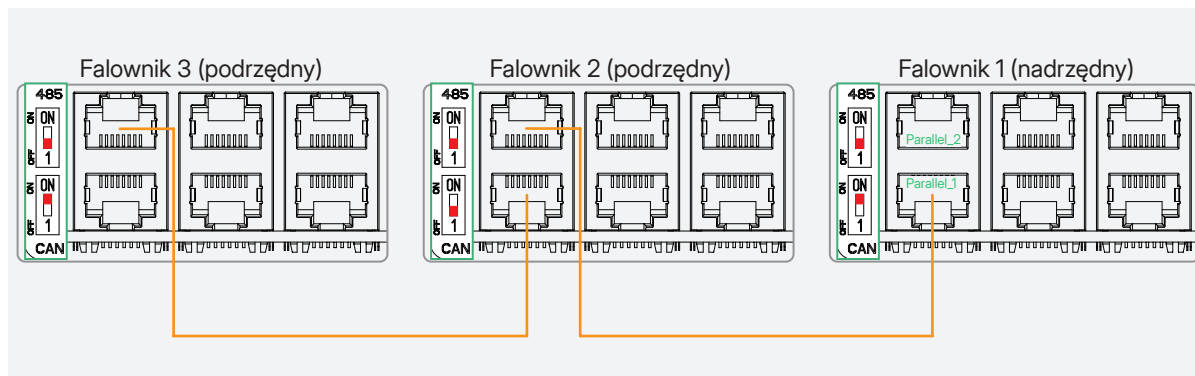 Falownik 3 (podrzędny)
485
ON
ON
OFF
1
ON
ON
OFF
1
CAN
Falownik 2 (podrzędny)
485
ON
ON
OFF
1
ON
ON
OFF
1
CAN
Falownik 1 (nadrzędny)
485
ON
ON
OFF
1
ON
ON
OFF
1
CAN
Parallel_2
Parallel_1